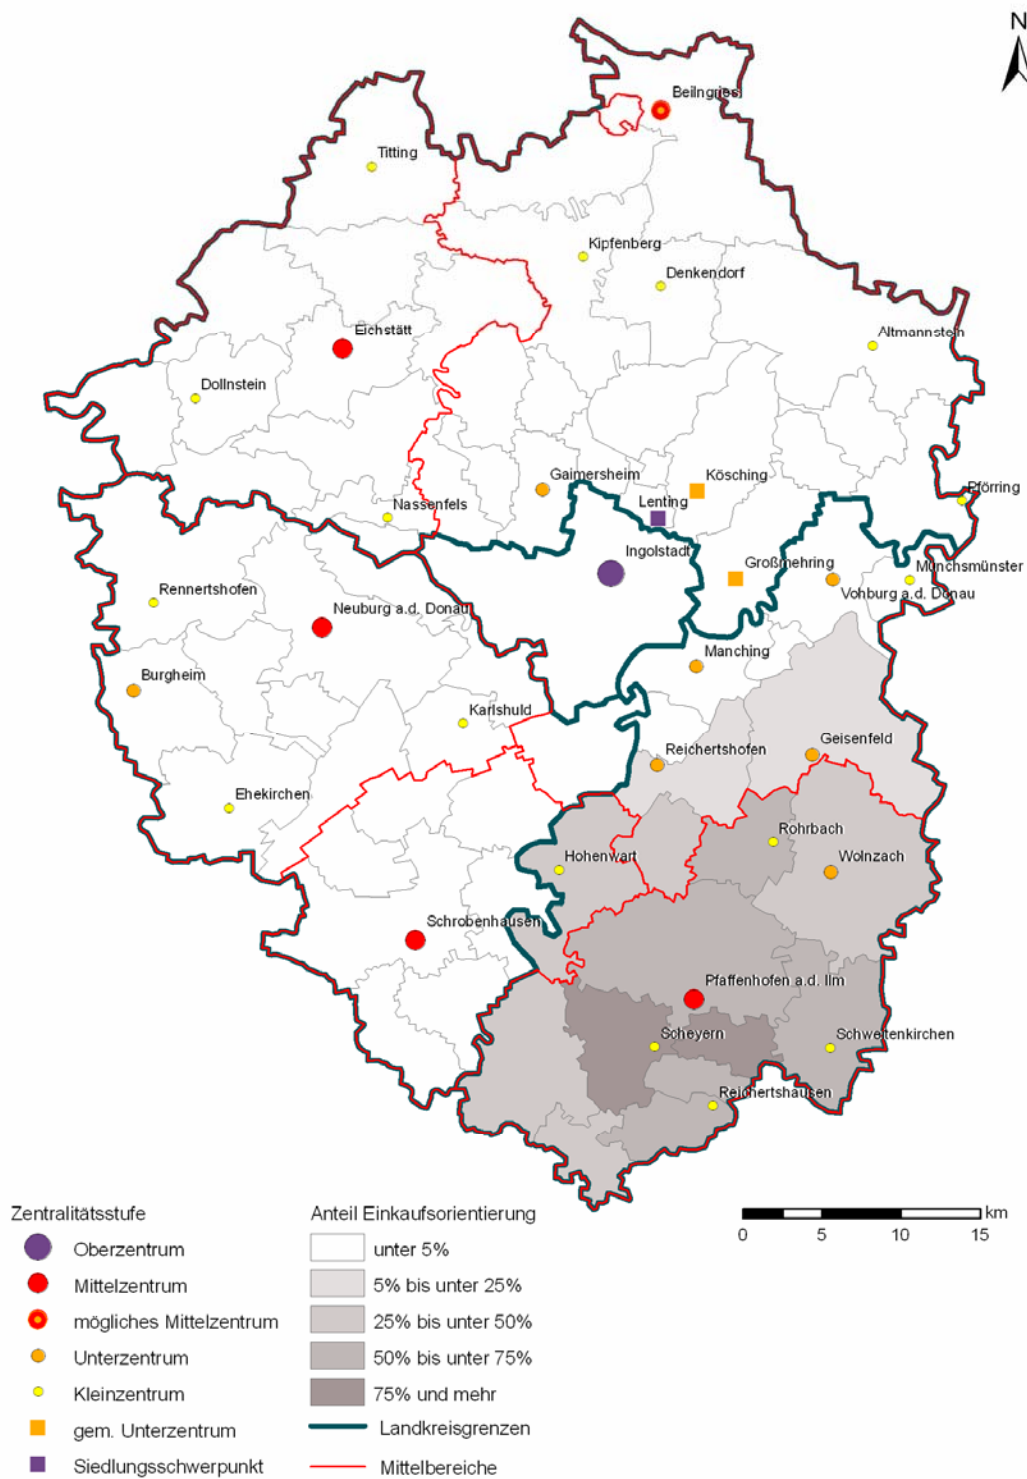 N
Beilngries
Titting
Kipfenberg
Denkendorf
Eichstätt
Altmannstein
Dollnstein
Gaimersheim
Kösching
Pförring
Nassenfels
Lenting
Ingolstadt
Großmehring
Münchsmünster
Rennertshofen
Neuburg a.d. Donau
Vohburg a.d. Donau
Manching
Burgheim
Karlshuld
Reichertshofen
Geisenfeld
Ehekirchen
Rohrbach
Hohenwart
Wolnzach
Schrobenhausen
Pfaffenhofen a.d. Ilm
Scheyern
Schweitenkirchen
Reichertshausen
Zentralitätsstufe
Oberzentrum
Mittelzentrum
mögliches Mittelzentrum
Unterzentrum
Kleinzentrum
gem. Unterzentrum
Siedlungsschwerpunkt
Anteil Einkaufsorientierung
unter 5%
5% bis unter 25%
25% bis unter 50%
50% bis unter 75%
75% und mehr
Landkreisgrenzen
Mittelbereiche
km
0 5 10 15